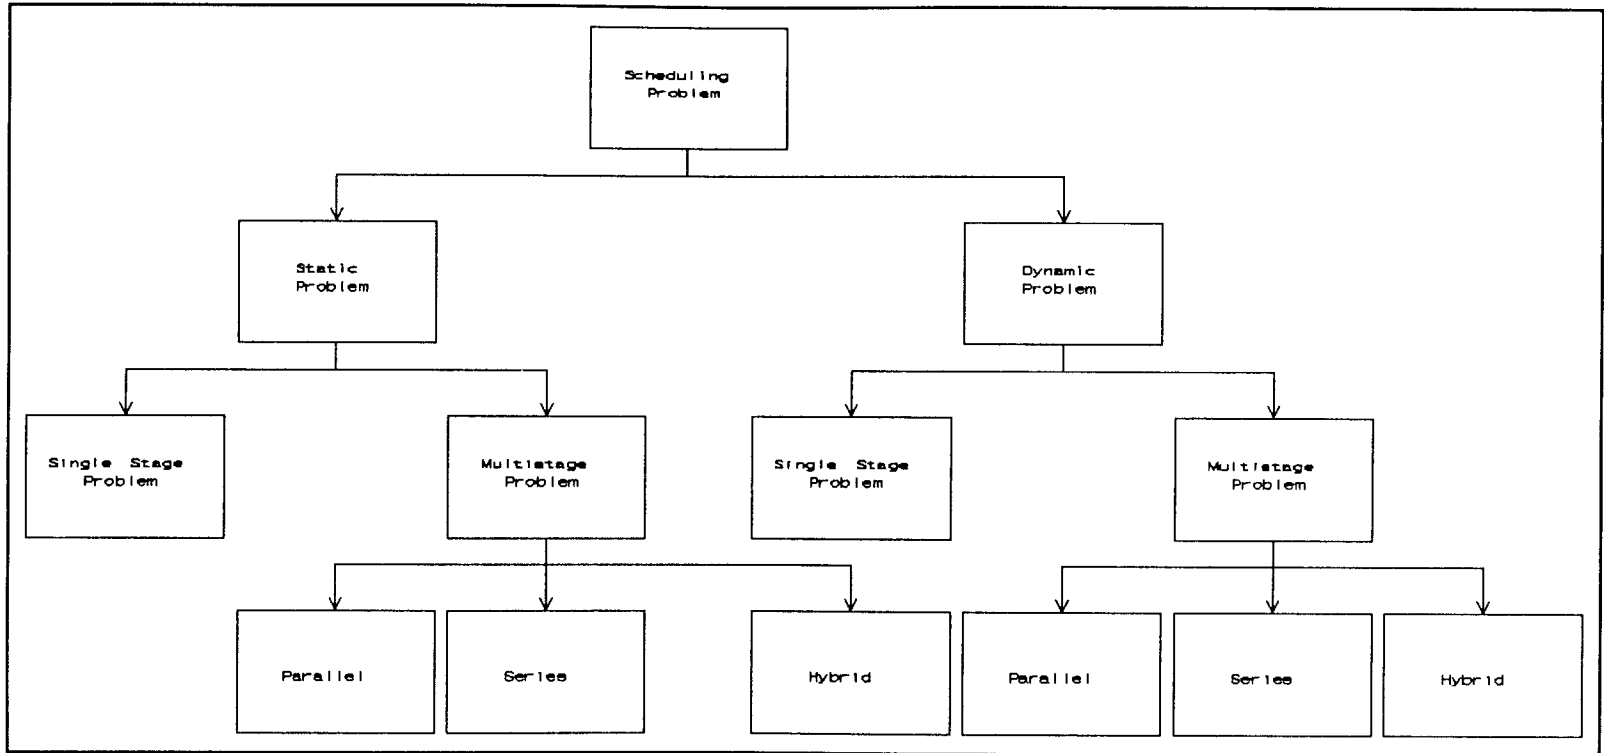 Scheduling
Problem
Static
Problem
Dynamic
Problem
Single Stage
Problem
Multistage
Problem
Single Stage
Problem
Multistage
Problem
Parallel
Series
Hybrid
Parallel
Series
Hybrid